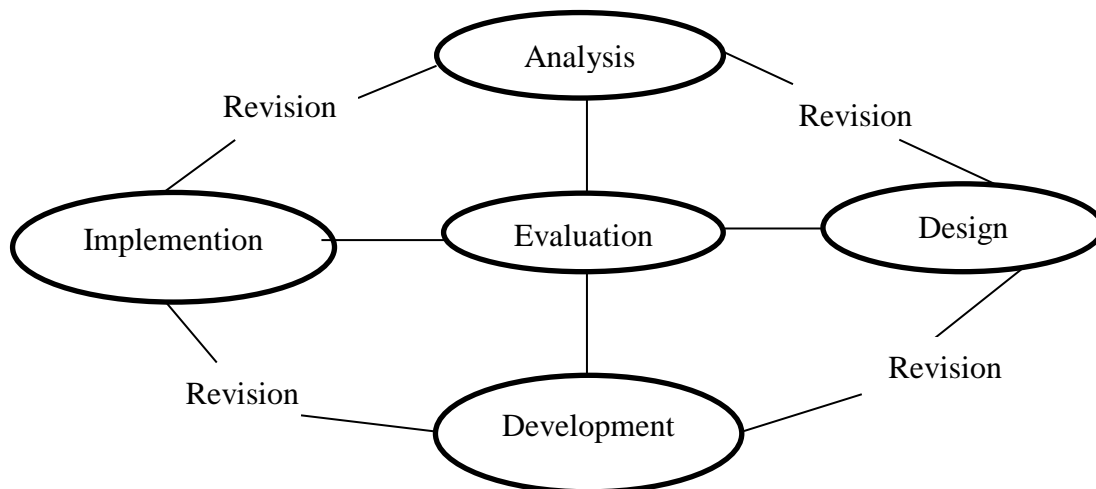 Analysis
Revision
Revision
Implemention
Evaluation
Design
Revision
Revision
Development